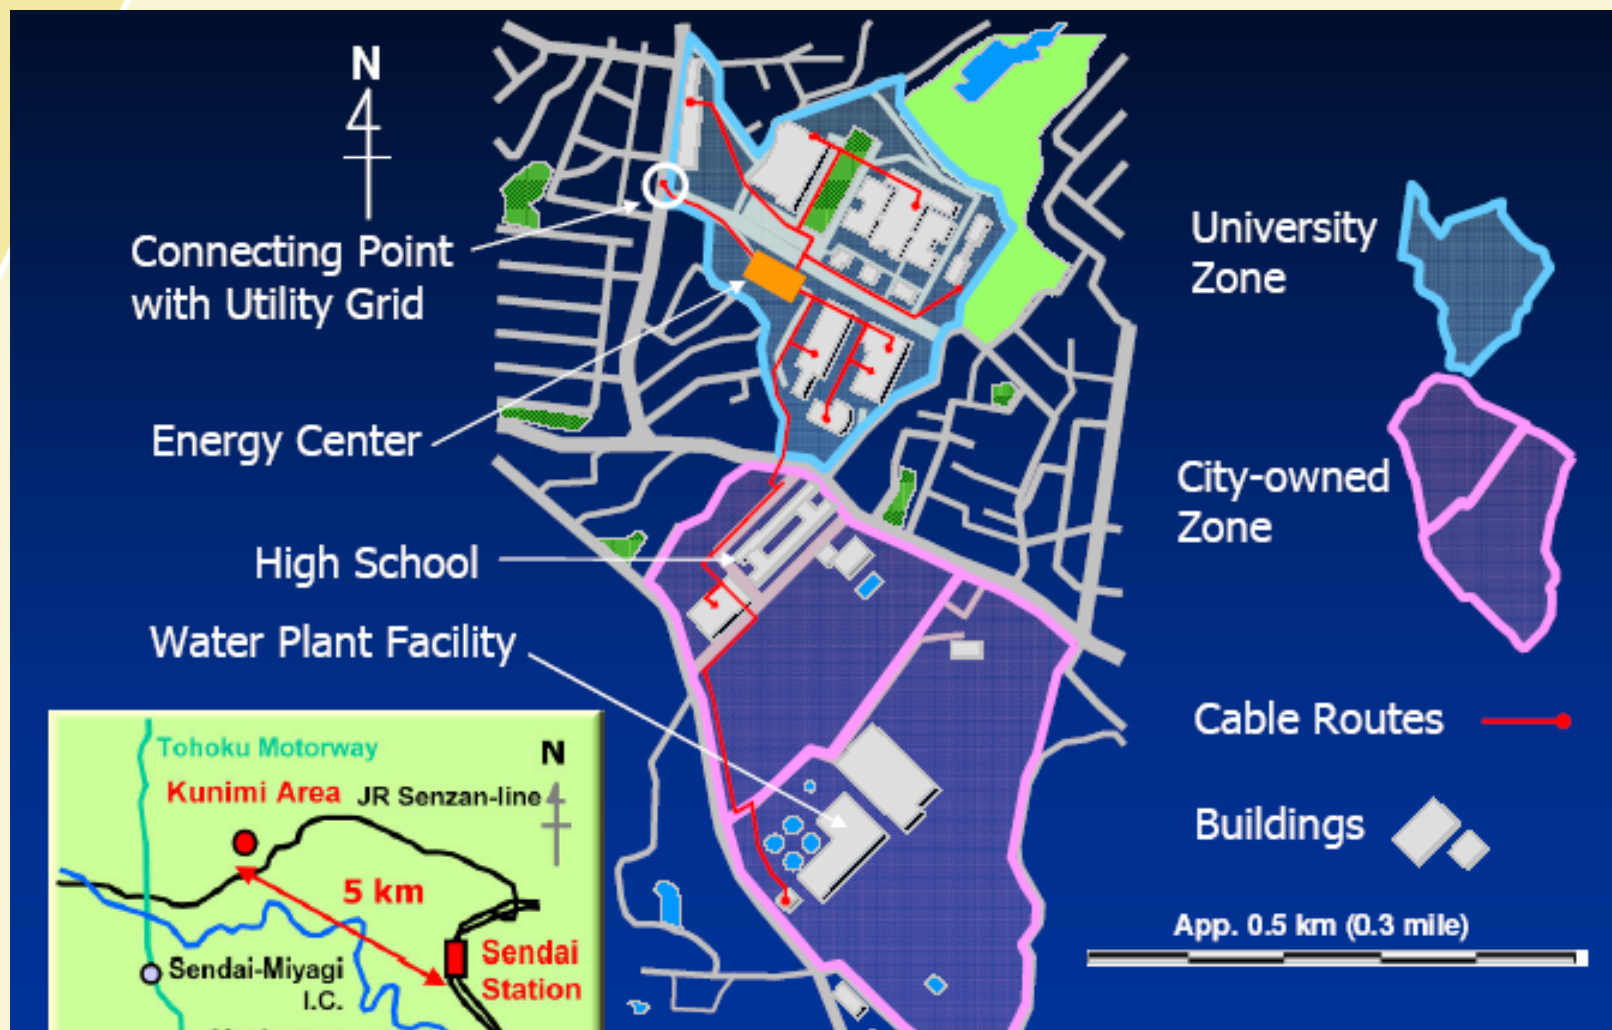 N
Connecting Point
with Utility Grid
Energy Center
High School
Water Plant Facility
University
Zone
City-owned
Zone
Cable Routes
Buildings
App. 0.5 km (0.3 mile)
Tohoku Motorway
N
Kunimi Area
JR Senzan-line
5 km
Sendai
Station
Sendai-Miyagi
I.C.